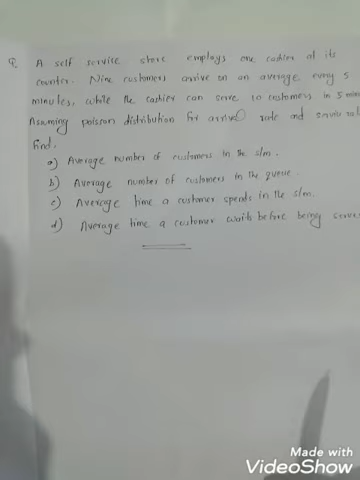 Q. A self service store employs one cashier at its
counter. Nine customers arrive on an average every 5
minutes, while the cashier can serve 10 customers in 5 min
Assuming poisson distribution for arrival rate and service rat
find.
a) Average number of customers in the s/m.
b) Average number of customers in the queue.
c) Average time a customer spends in the s/m.
d) Average time a customer waits before being serve
Made with
VideoShow